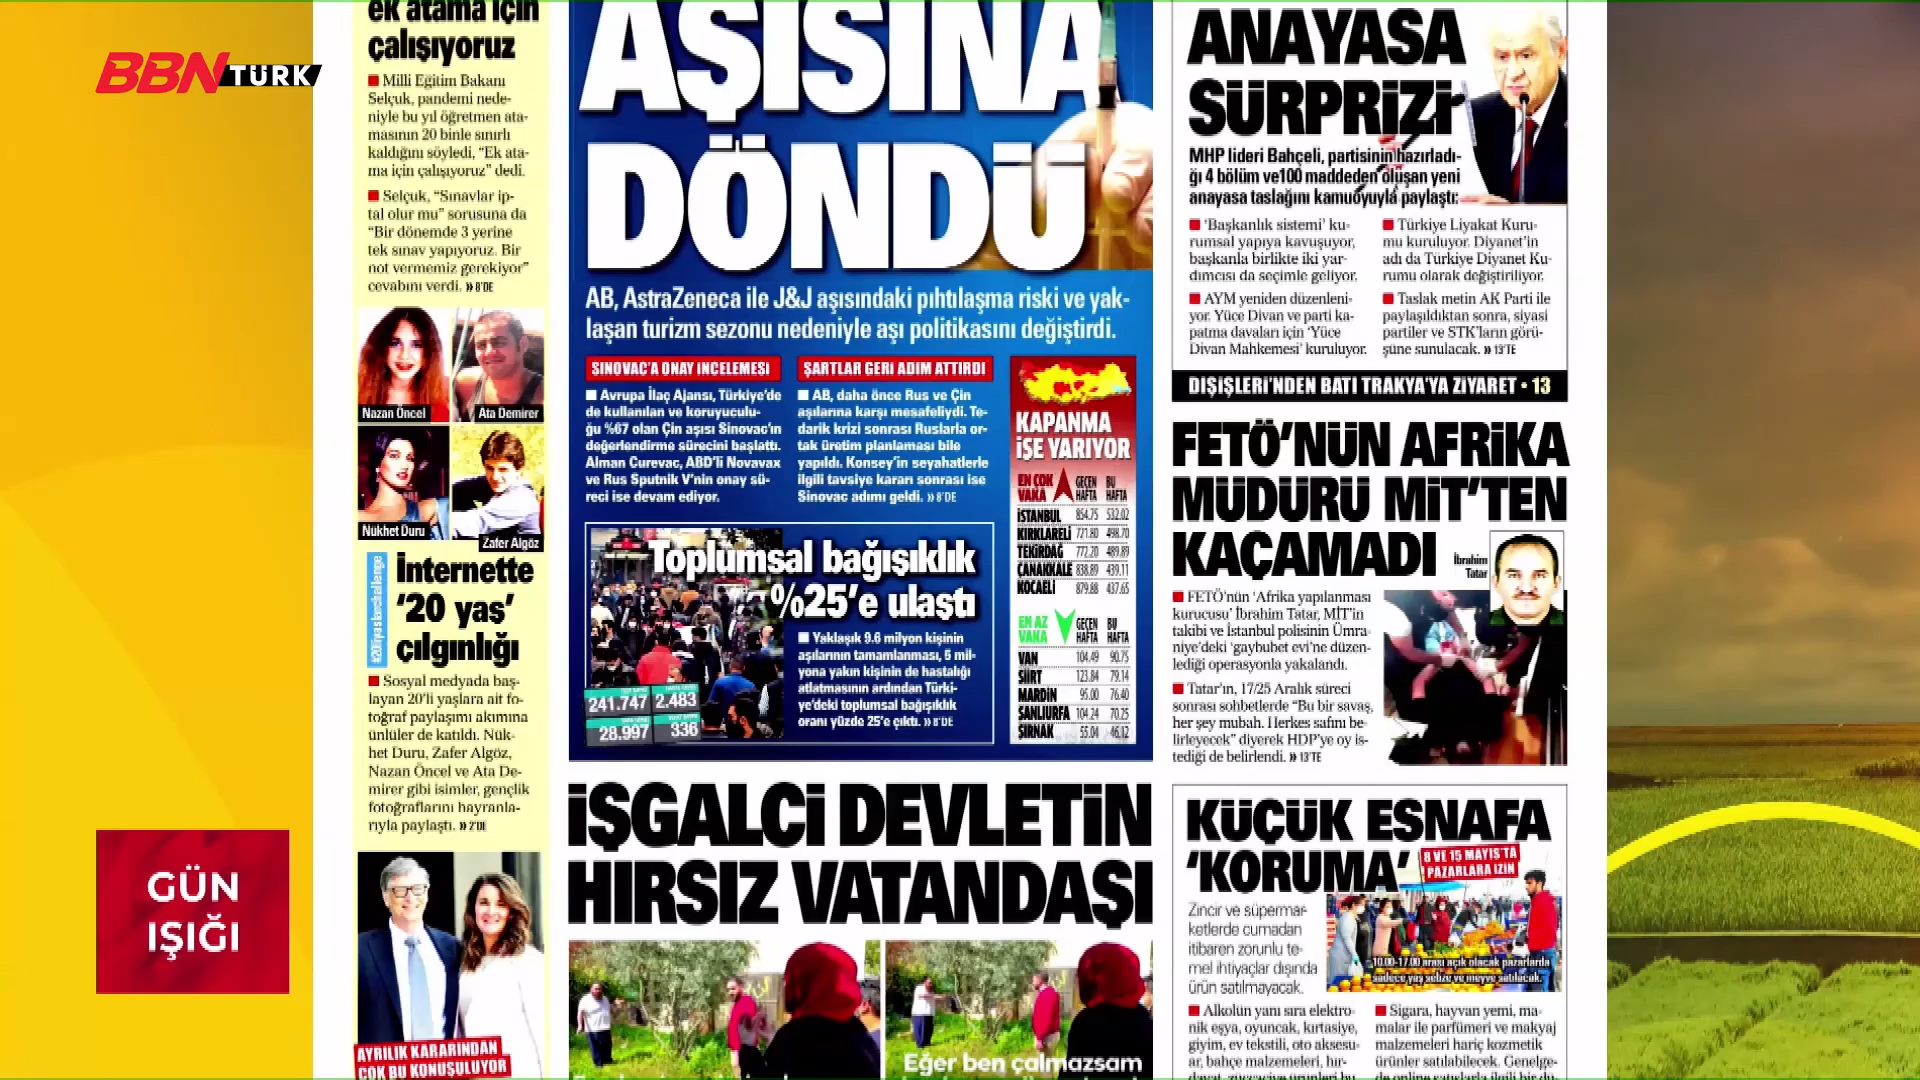 BBN TÜRK
GÜN
IŞIĞI
ek atama için
çalışıyoruz
Milli Eğitim Bakanı
Selçuk, pandemi nede-
niyle bu yıl öğretmen ata-
masının 20 binle sınırlı
kaldığını söyledi, “Ek ata-
ma için çalışıyoruz” dedi.
Selçuk, “Sınavlar ip-
tal olur mu” sorusuna da
“Bir dönemde 3 yerine
tek sınav yapıyoruz. Bir
not vermemiz gerekiyor”
cevabını verdi. » 8'DE
Nazan Öncel
Ata Demirer
Nükhet Duru
Zafer Algöz
#20liyaslarchallenge
İnternette
‘20 yaş’
çılgınlığı
Sosyal medyada baş-
layan 20’li yaşlara ait fo-
toğraf paylaşımı akımına
ünlüler de katıldı. Nük-
het Duru, Zafer Algöz,
Nazan Öncel ve Ata De-
mirer gibi isimler, gençlik
fotoğraflarını hayranla-
rıyla paylaştı. » 2'DE
AYRILIK KARARINDAN
ÇOK BU KONUŞULUYOR
AŞISINA
DÖNDÜ
AB, AstraZeneca ile J&J aşısındaki pıhtılaşma riski ve yak-
laşan turizm sezonu nedeniyle aşı politikasını değiştirdi.
SINOVAC’A ONAY İNCELEMESİ
Avrupa İlaç Ajansı, Türkiye’de
de kullanılan ve koruyuculu-
ğu %67 olan Çin aşısı Sinovac’ın
değerlendirme sürecini başlattı.
Alman Curevac, ABD’li Novavax
ve Rus Sputnik V’nin onay sü-
reci ise devam ediyor.
ŞARTLAR GERİ ADIM ATTIRDI
AB, daha önce Rus ve Çin
aşılarına karşı mesafeliydi. Te-
darik krizi sonrası Ruslarla or-
tak üretim planlaması bile
yapıldı. Konsey’in seyahatlerle
ilgili tavsiye kararı sonrası ise
Sinovac adımı geldi. » 8'DE
Toplumsal bağışıklık
%25’e ulaştı
Yaklaşık 9.6 milyon kişinin
aşılarının tamamlanması, 5 mil-
yona yakın kişinin de hastalığı
atlatmasının ardından Türki-
ye’deki toplumsal bağışıklık
oranı yüzde 25’e çıktı. » 8'DE
241.747 2.483
28.997 336
KAPANMA
İŞE YARIYOR
EN ÇOK VAKA GEÇEN HAFTA BU HAFTA
İSTANBUL 854.75 532.02
KIRKLARELİ 721.80 498.70
TEKİRDAĞ 772.20 489.89
ÇANAKKALE 838.89 439.11
KOCAELİ 879.88 437.65
EN AZ VAKA GEÇEN HAFTA BU HAFTA
VAN 104.49 90.75
SİİRT 123.84 79.14
MARDİN 95.00 76.40
ŞANLIURFA 104.24 70.25
ŞIRNAK 55.04 46.12
İŞGALCİ DEVLETİN
HIRSIZ VATANDAŞI
Eğer ben çalmazsam
ANAYASA
SÜRPRİZİ
MHP lideri Bahçeli, partisinin hazırladı-
ğı 4 bölüm ve100 maddeden oluşan yeni
anayasa taslağını kamuoyuyla paylaştı:
‘Başkanlık sistemi’ ku-
rumsal yapıya kavuşuyor,
başkanla birlikte iki yar-
dımcısı da seçimle geliyor.
AYM yeniden düzenleni-
yor. Yüce Divan ve parti ka-
patma davaları için ‘Yüce
Divan Mahkemesi’ kuruluyor.
Türkiye Liyakat Kuru-
mu kuruluyor. Diyanet’in
adı da Türkiye Diyanet Ku-
rumu olarak değiştiriliyor.
Taslak metin AK Parti ile
paylaşıldıktan sonra, siyasi
partiler ve STK’ların görü-
şüne sunulacak. » 13'TE
DIŞİŞLERİ’NDEN BATI TRAKYA’YA ZİYARET • 13
FETÖ’NÜN AFRİKA
MÜDÜRÜ MİT’TEN
KAÇAMADI
İbrahim
Tatar
FETÖ’nün ‘Afrika yapılanması
kurucusu’ İbrahim Tatar, MİT’in
takibi ve İstanbul polisinin Ümra-
niye’deki ‘gaybubet evi’ne düzen-
lediği operasyonla yakalandı.
Tatar’ın, 17/25 Aralık süreci
sonrası sohbetlerde “Bu bir savaş,
her şey mubah. Herkes safını be-
lirleyecek” diyerek HDP’ye oy is-
tediği de belirlendi. » 13'TE
KÜÇÜK ESNAFA
‘KORUMA’
8 VE 15 MAYIS’TA
PAZARLARA İZİN
Zincir ve süpermar-
ketlerde cumadan
itibaren zorunlu te-
mel ihtiyaçlar dışında
ürün satılmayacak.
10.00-17.00 arası açık olacak pazarlarda
sadece yaş sebze ve meyve satılacak.
Alkolün yanı sıra elektro-
nik eşya, oyuncak, kırtasiye,
giyim, ev tekstili, oto aksesu-
ar, bahçe malzemeleri, hır-
Sigara, hayvan yemi, ma-
malar ile parfümeri ve makyaj
malzemeleri hariç kozmetik
ürünler satılabilecek. Genelge-